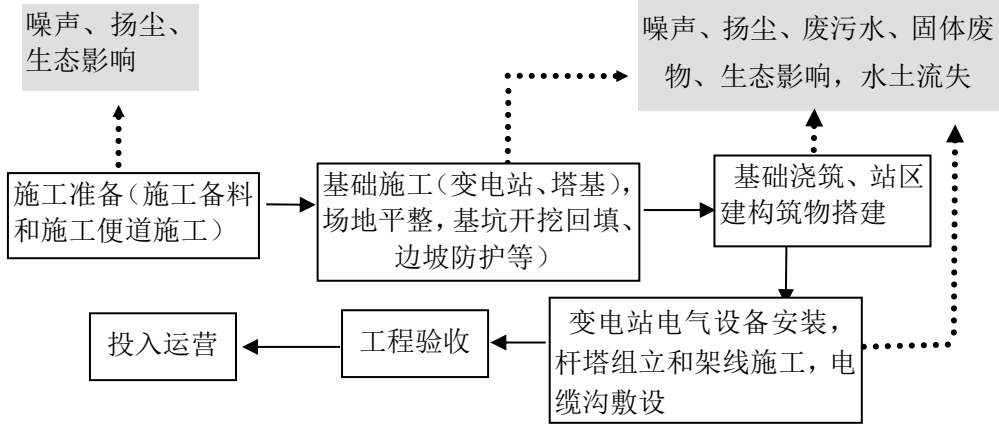 噪声、扬尘、
生态影响
噪声、扬尘、废污水、固体废
物、生态影响，水土流失
施工准备（施工备料
和施工便道施工）
基础施工（变电站、塔基），
场地平整，基坑开挖回填、
边坡防护等）
基础浇筑、站区
建构筑物搭建
变电站电气设备安装，
杆塔组立和架线施工，电
缆沟敷设
工程验收
投入运营